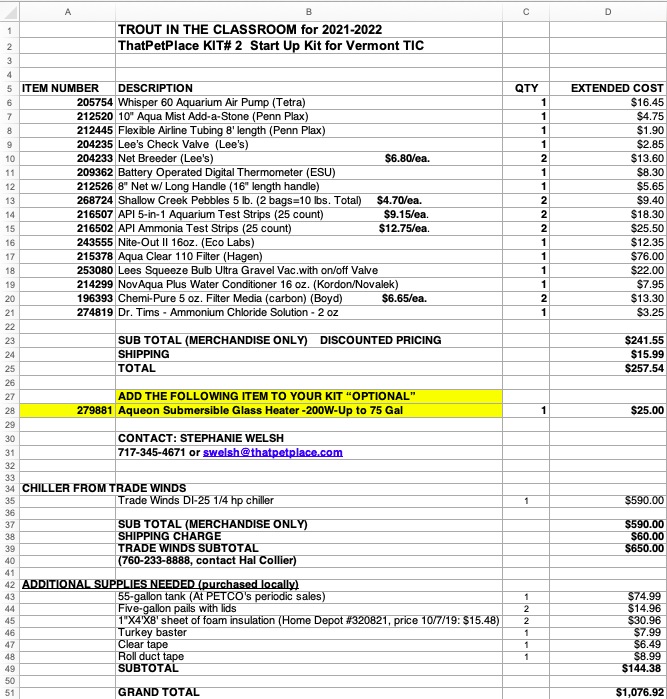 A B C D
1 TROUT IN THE CLASSROOM for 2021-2022
2 ThatPetPlace KIT# 2 Start Up Kit for Vermont TIC
3
4
5 ITEM NUMBER DESCRIPTION QTY EXTENDED COST
6 205754 Whisper 60 Aquarium Air Pump (Tetra) 1 $16.45
7 212520 10" Aqua Mist Add-a-Stone (Penn Plax) 1 $4.75
8 212445 Flexible Airline Tubing 8' length (Penn Plax) 1 $1.90
9 204235 Lee's Check Valve (Lee's) 1 $2.85
10 204233 Net Breeder (Lee's) $6.80/ea. 2 $13.60
11 209362 Battery Operated Digital Thermometer (ESU) 1 $8.30
12 212526 8" Net w/ Long Handle (16" length handle) 1 $5.65
13 268724 Shallow Creek Pebbles 5 lb. (2 bags=10 lbs. Total) $4.70/ea. 2 $9.40
14 216507 API 5-in-1 Aquarium Test Strips (25 count) $9.15/ea. 2 $18.30
15 216502 API Ammonia Test Strips (25 count) $12.75/ea. 2 $25.50
16 243555 Nite-Out II 16oz. (Eco Labs) 1 $12.35
17 215378 Aqua Clear 110 Filter (Hagen) 1 $76.00
18 253080 Lees Squeeze Bulb Ultra Gravel Vac.with on/off Valve 1 $22.00
19 214299 NovAqua Plus Water Conditioner 16 oz. (Kordon/Novalek) 1 $7.95
20 196393 Chemi-Pure 5 oz. Filter Media (carbon) (Boyd) $6.65/ea. 2 $13.30
21 274819 Dr. Tims - Ammonium Chloride Solution - 2 oz 1 $3.25
22
23 SUB TOTAL (MERCHANDISE ONLY) DISCOUNTED PRICING $241.55
24 SHIPPING $15.99
25 TOTAL $257.54
26
27 ADD THE FOLLOWING ITEM TO YOUR KIT “OPTIONAL”
28 279881 Aqueon Submersible Glass Heater -200W-Up to 75 Gal 1 $25.00
29
30 CONTACT: STEPHANIE WELSH
31 717-345-4671 or swelsh@thatpetplace.com
32
33
34 CHILLER FROM TRADE WINDS
35 Trade Winds DI-25 1/4 hp chiller 1 $590.00
36
37 SUB TOTAL (MERCHANDISE ONLY) $590.00
38 SHIPPING CHARGE $60.00
39 TRADE WINDS SUBTOTAL $650.00
40 (760-233-8888, contact Hal Collier)
41
42 ADDITIONAL SUPPLIES NEEDED (purchased locally)
43 55-gallon tank (At PETCO's periodic sales) 1 $74.99
44 Five-gallon pails with lids 2 $14.96
45 1"X4'X8' sheet of foam insulation (Home Depot #320821, price 10/7/19: $15.48) 2 $30.96
46 Turkey baster 1 $7.99
47 Clear tape 1 $6.49
48 Roll duct tape 1 $8.99
49 SUBTOTAL $144.38
50
51 GRAND TOTAL $1,076.92